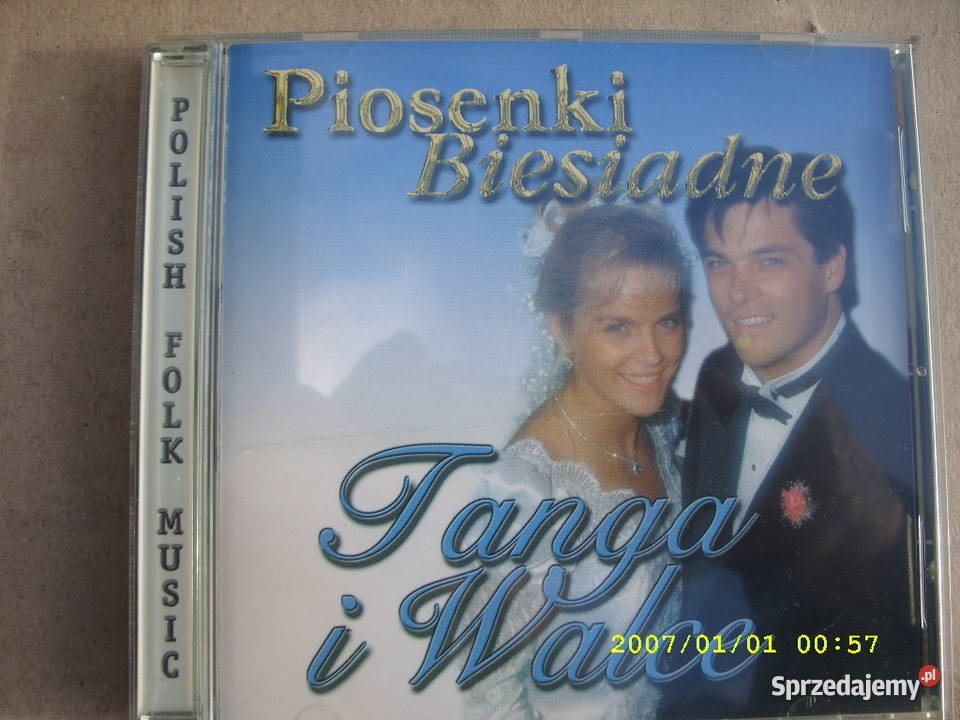 POLISH FOLK MUSIC
Piosenki
Biesiadne
Tanga
i Walce
2007/01/01 00:57
Sprzedajemy.pl